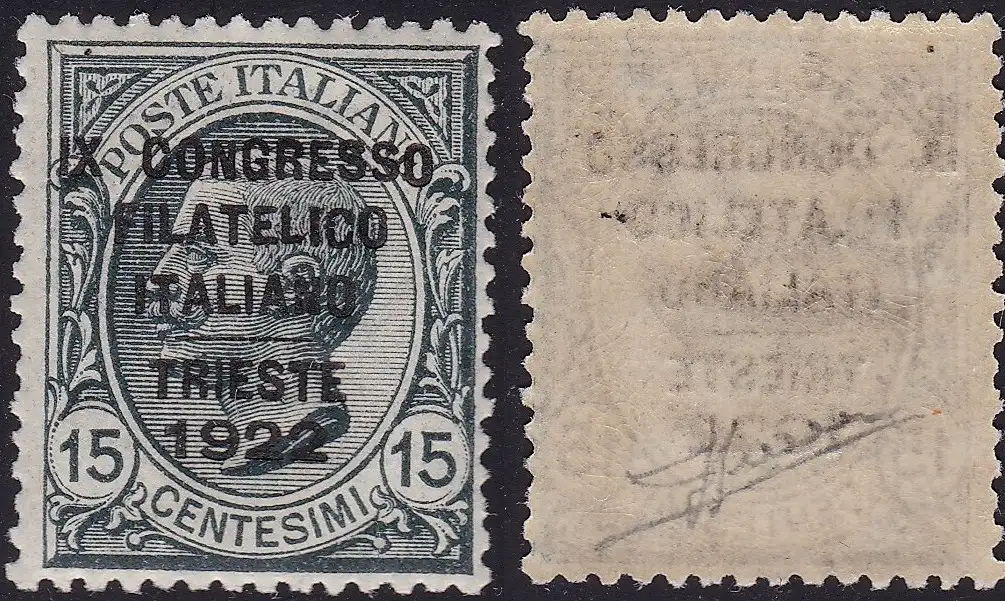 POSTE ITALIANE
IX CONGRESSO
FILATELICO
ITALIANO
TRIESTE
1922
15 15
CENTESIMI